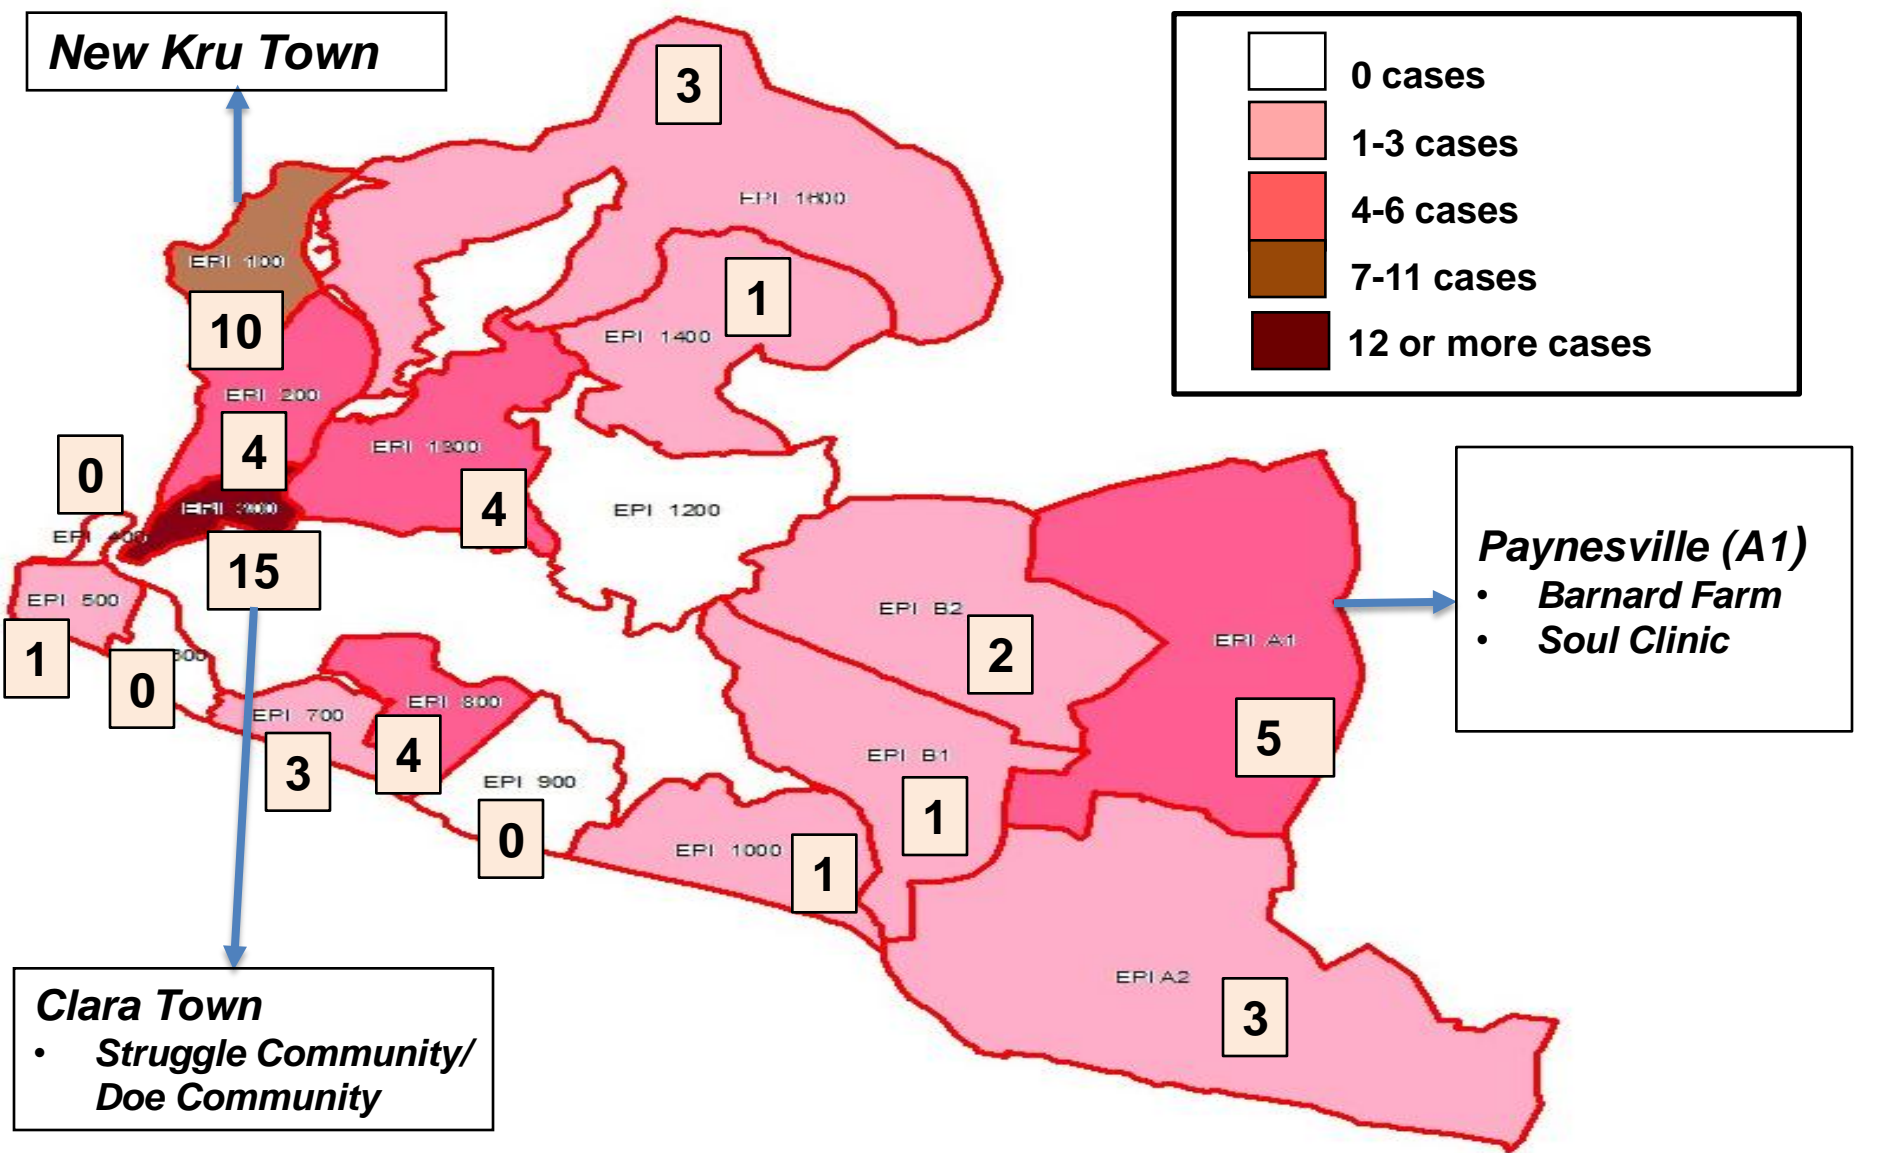 New Kru Town
3
0 cases
1-3 cases
4-6 cases
7-11 cases
12 or more cases
EPI 1600
EPI 100
1
10
EPI 1400
EPI 200
4
EPI 1300
0
4
EPI 1200
EPI 400
15
EPI 500
1
0
EPI 700
3
EPI 800
4
EPI 900
0
EPI 1000
1
EPI B2
2
EPI B1
1
EPI A1
5
Paynesville (A1)
• Barnard Farm
• Soul Clinic
EPI A2
3
Clara Town
• Struggle Community/
Doe Community